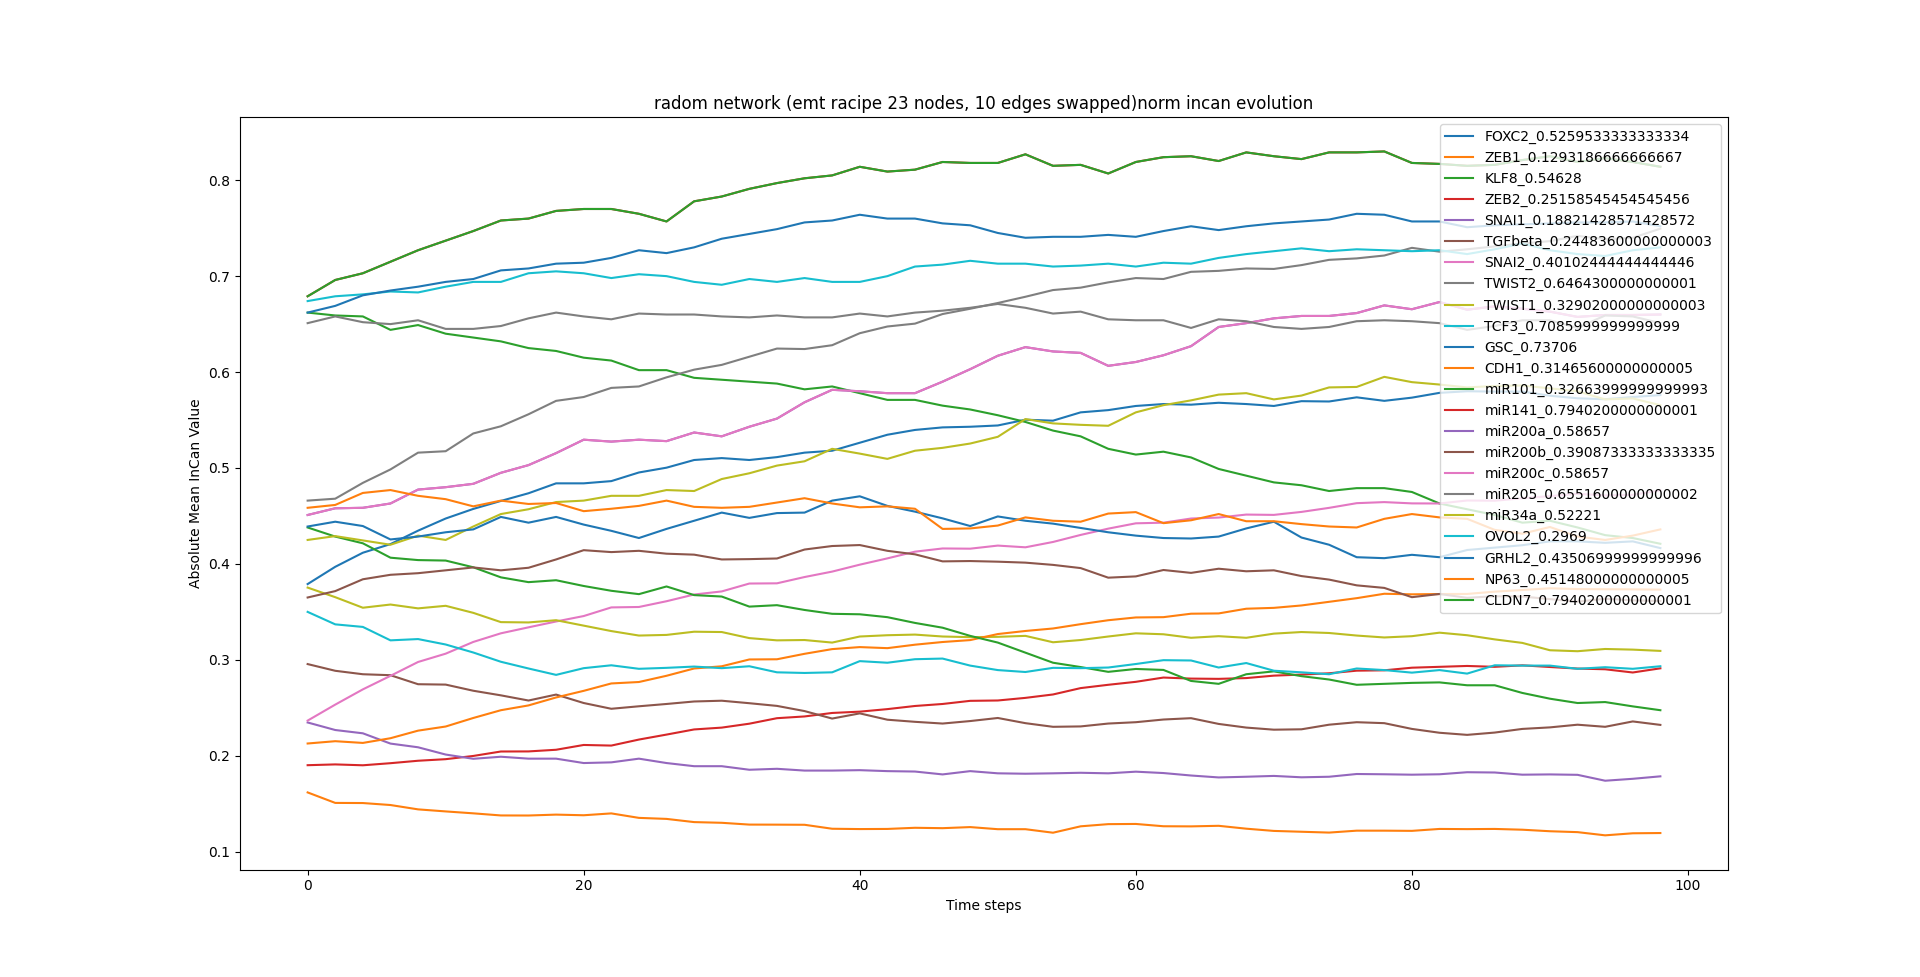 radom network (emt racipe 23 nodes, 10 edges swapped)norm incan evolution
Absolute Mean InCan Value
0.8
0.7
0.6
0.5
0.4
0.3
0.2
0.1
FOXC2_0.5259533333333334
ZEB1_0.1293186666666667
KLF8_0.54628
ZEB2_0.25158545454545456
SNAI1_0.18821428571428572
TGFbeta_0.24483600000000003
SNAI2_0.40102444444444446
TWIST2_0.6464300000000001
TWIST1_0.32902000000000003
TCF3_0.7085999999999999
GSC_0.73706
CDH1_0.31465600000000005
miR101_0.32663999999999993
miR141_0.7940200000000001
miR200a_0.58657
miR200b_0.39087333333333335
miR200c_0.58657
miR205_0.6551600000000002
miR34a_0.52221
OVOL2_0.2969
GRHL2_0.43506999999999996
NP63_0.45148000000000005
CLDN7_0.7940200000000001
0 20 40 60 80 100
Time steps